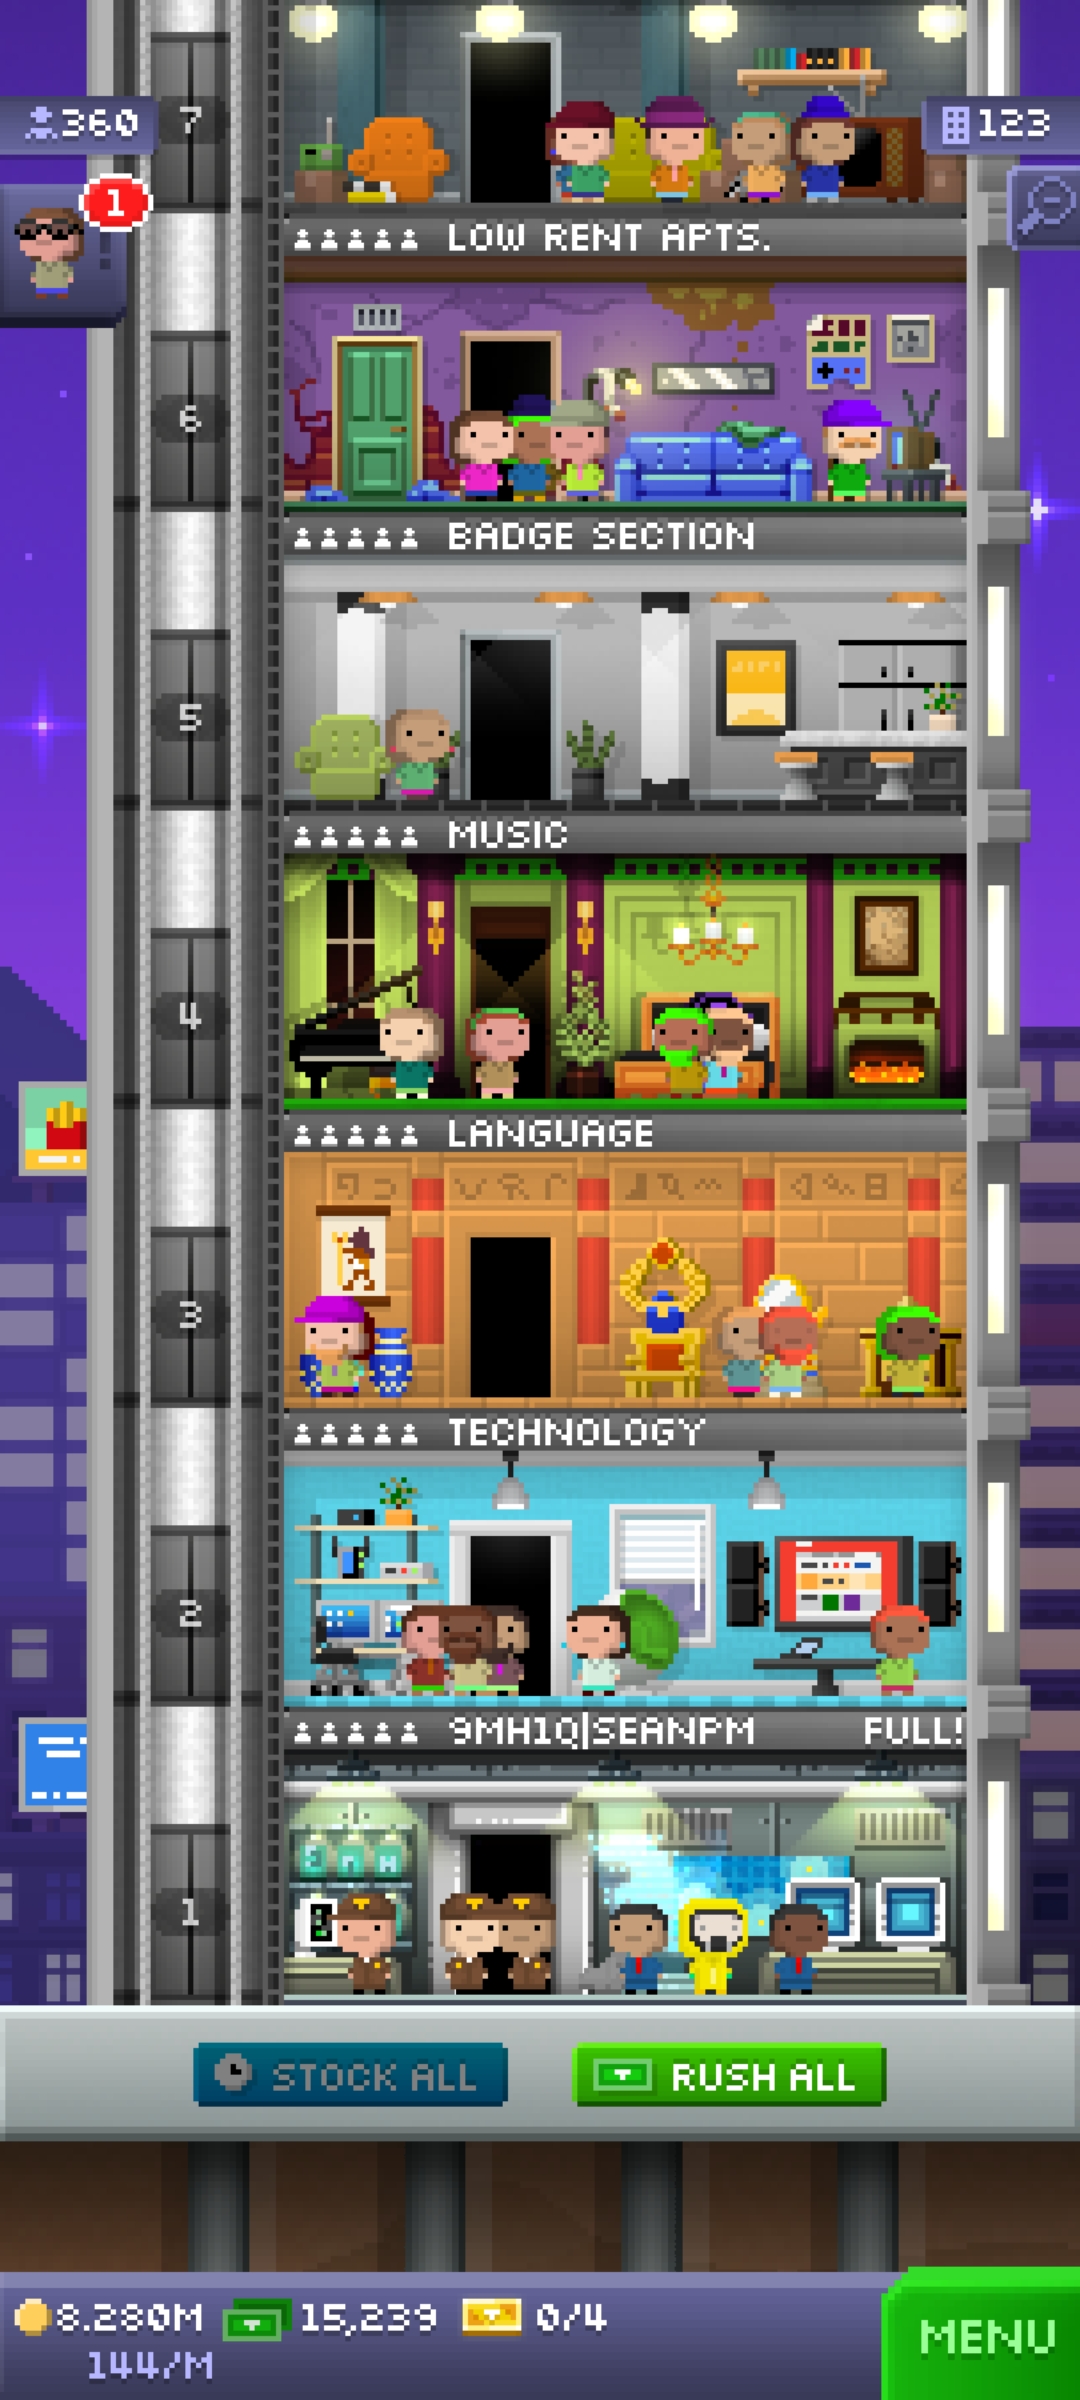 360
7
123
1
LOW RENT APTS.
6
BADGE SECTION
5
MUSIC
4
LANGUAGE
3
TECHNOLOGY
2
9MH1Q|SEANPM FULL!
1
STOCK ALL
RUSH ALL
8.280M 15,239 0/4
144/M
MENU